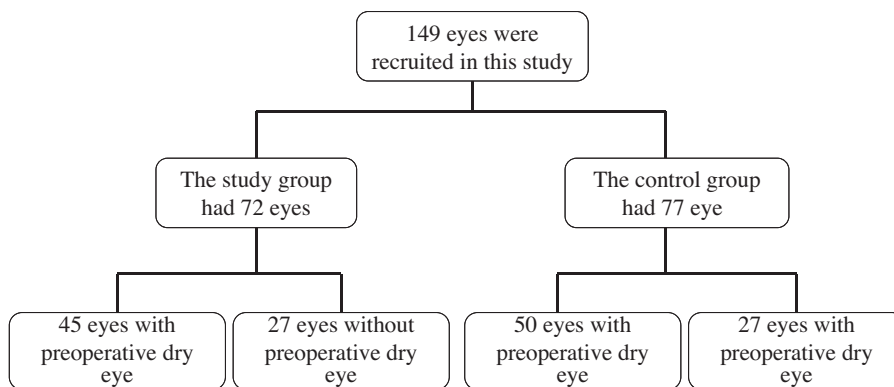 149 eyes were
recruited in this study
The study group
had 72 eyes
The control group
had 77 eye
45 eyes with
preoperative dry
eye
27 eyes without
preoperative dry
eye
50 eyes with
preoperative dry
eye
27 eyes with
preoperative dry
eye